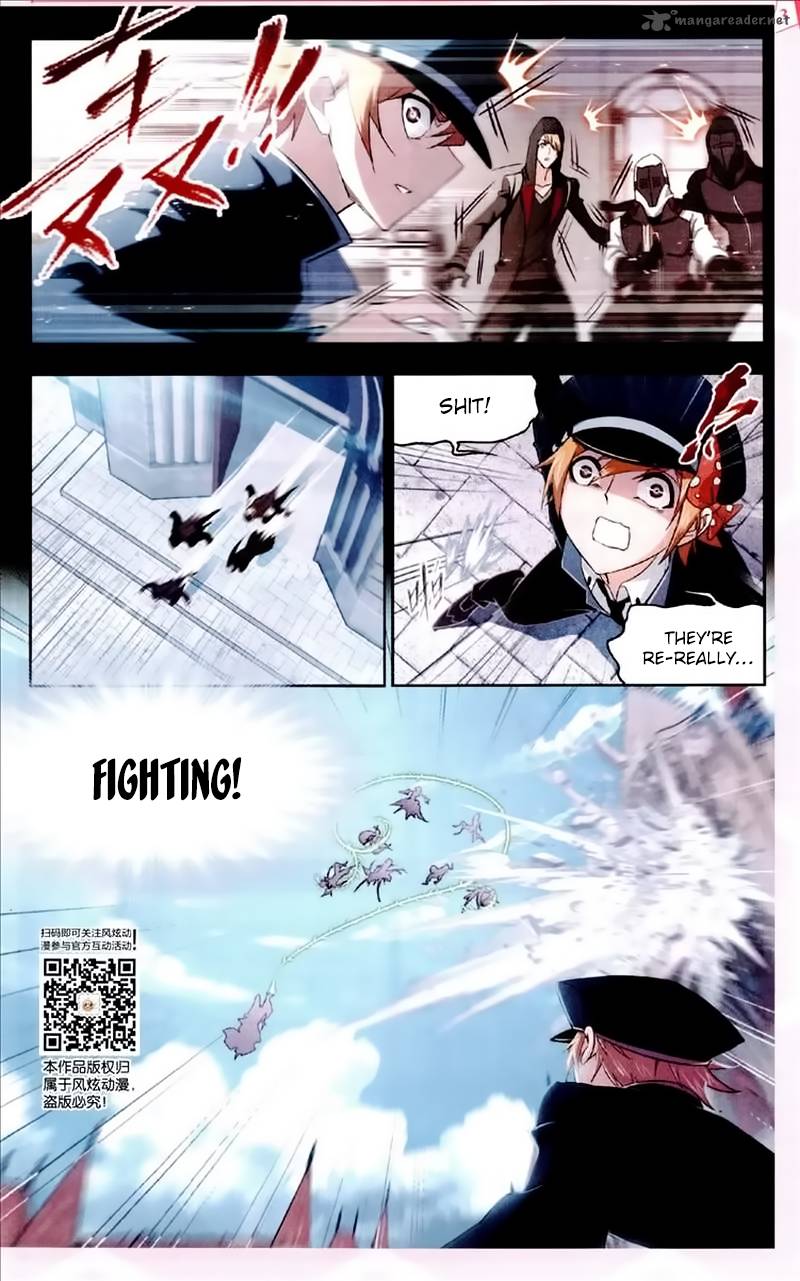 3
mangareader.net
轰!!
SHIT!
!!
THEY'RE
RE-REALLY...
FIGHTING!
扫码即可关注风炫动
漫参与官方互动活动!
本作品版权归
属于风炫动漫，
盗版必究！